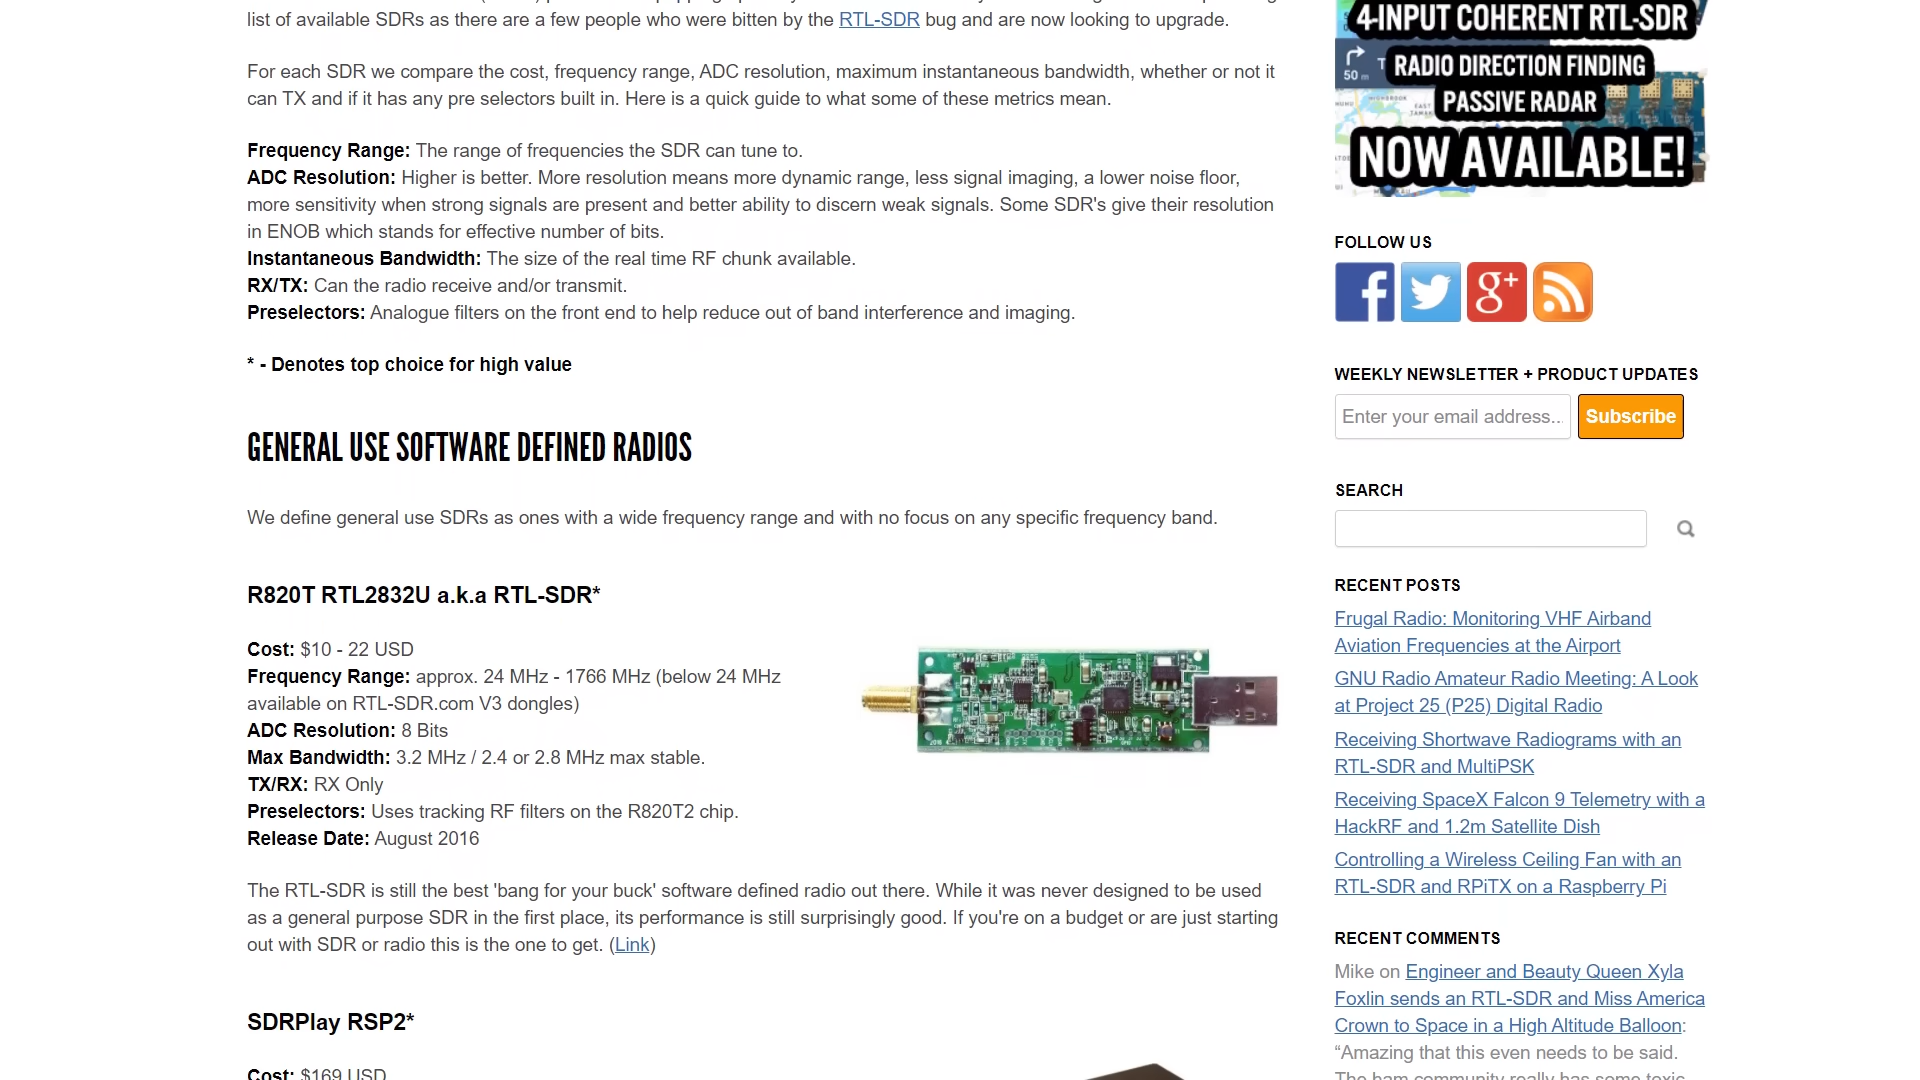 list of available SDRs as there are a few people who were bitten by the RTL-SDR bug and are now looking to upgrade.
For each SDR we compare the cost, frequency range, ADC resolution, maximum instantaneous bandwidth, whether or not it
can TX and if it has any pre selectors built in. Here is a quick guide to what some of these metrics mean.
Frequency Range: The range of frequencies the SDR can tune to.
ADC Resolution: Higher is better. More resolution means more dynamic range, less signal imaging, a lower noise floor,
more sensitivity when strong signals are present and better ability to discern weak signals. Some SDR's give their resolution
in ENOB which stands for effective number of bits.
Instantaneous Bandwidth: The size of the real time RF chunk available.
RX/TX: Can the radio receive and/or transmit.
Preselectors: Analogue filters on the front end to help reduce out of band interference and imaging.
* - Denotes top choice for high value
GENERAL USE SOFTWARE DEFINED RADIOS
We define general use SDRs as ones with a wide frequency range and with no focus on any specific frequency band.
R820T RTL2832U a.k.a RTL-SDR*
Cost: $10 - 22 USD
Frequency Range: approx. 24 MHz - 1766 MHz (below 24 MHz
available on RTL-SDR.com V3 dongles)
ADC Resolution: 8 Bits
Max Bandwidth: 3.2 MHz / 2.4 or 2.8 MHz max stable.
TX/RX: RX Only
Preselectors: Uses tracking RF filters on the R820T2 chip.
Release Date: August 2016
The RTL-SDR is still the best 'bang for your buck' software defined radio out there. While it was never designed to be used
as a general purpose SDR in the first place, its performance is still surprisingly good. If you're on a budget or are just starting
out with SDR or radio this is the one to get. (Link)
SDRPlay RSP2*
Cost: $169 USD
4-INPUT COHERENT RTL-SDR
RADIO DIRECTION FINDING
50 m
PASSIVE RADAR
NOW AVAILABLE!
FOLLOW US
WEEKLY NEWSLETTER + PRODUCT UPDATES
Enter your email address..
Subscribe
SEARCH
RECENT POSTS
Frugal Radio: Monitoring VHF Airband
Aviation Frequencies at the Airport
GNU Radio Amateur Radio Meeting: A Look
at Project 25 (P25) Digital Radio
Receiving Shortwave Radiograms with an
RTL-SDR and MultiPSK
Receiving SpaceX Falcon 9 Telemetry with a
HackRF and 1.2m Satellite Dish
Controlling a Wireless Ceiling Fan with an
RTL-SDR and RPiTX on a Raspberry Pi
RECENT COMMENTS
Mike on Engineer and Beauty Queen Xyla
Foxlin sends an RTL-SDR and Miss America
Crown to Space in a High Altitude Balloon:
“Amazing that this even needs to be said.
The ham community really has some toxic